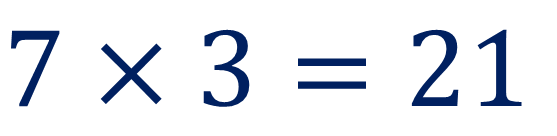 7 × 3 = 21